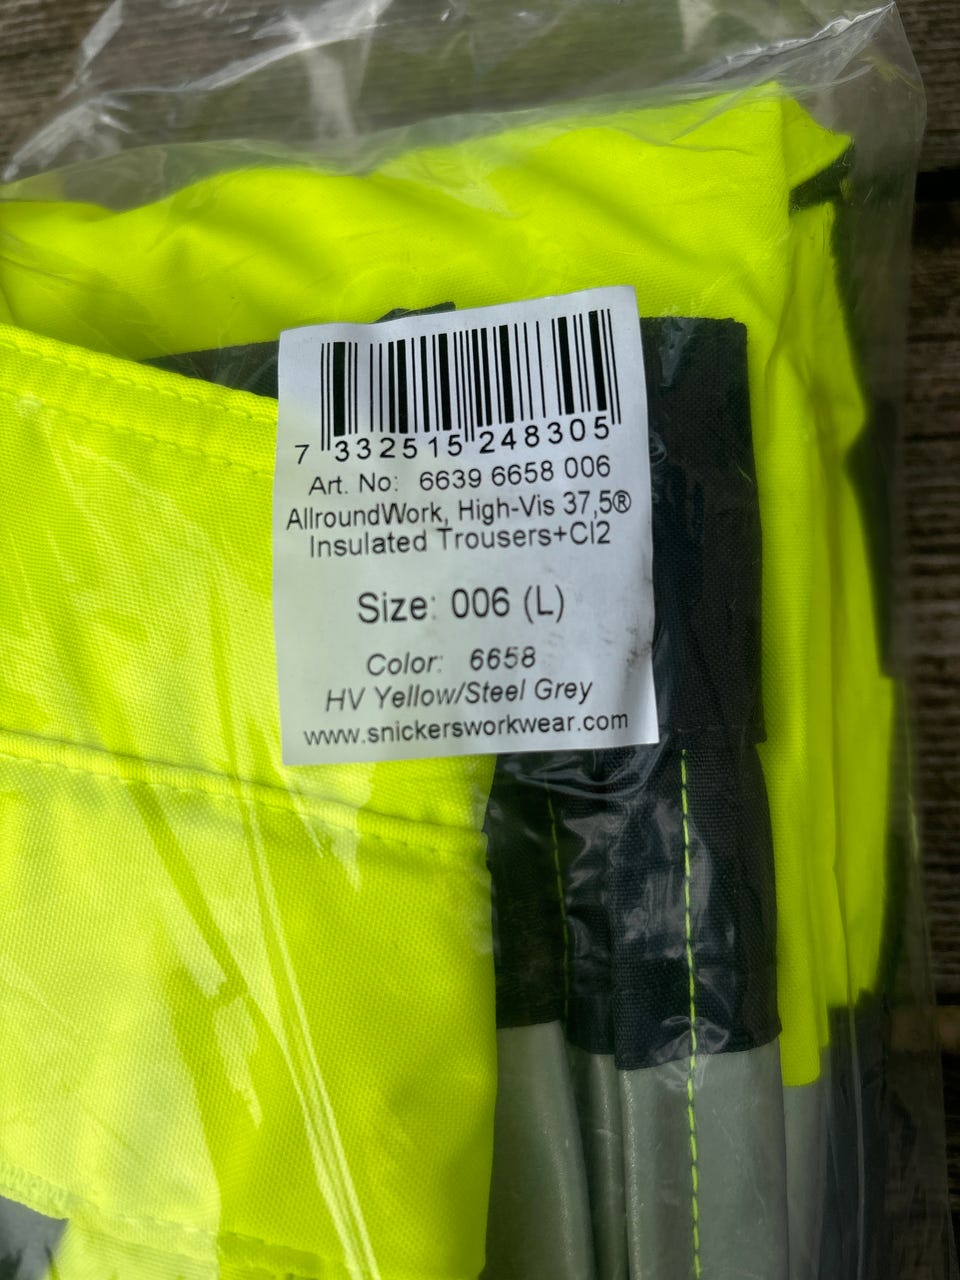 7 332515 248305
Art. No: 6639 6658 006
AllroundWork, High-Vis 37,5®
Insulated Trousers+Cl2
Size: 006 (L)
Color: 6658
HV Yellow/Steel Grey
www.snickersworkwear.com